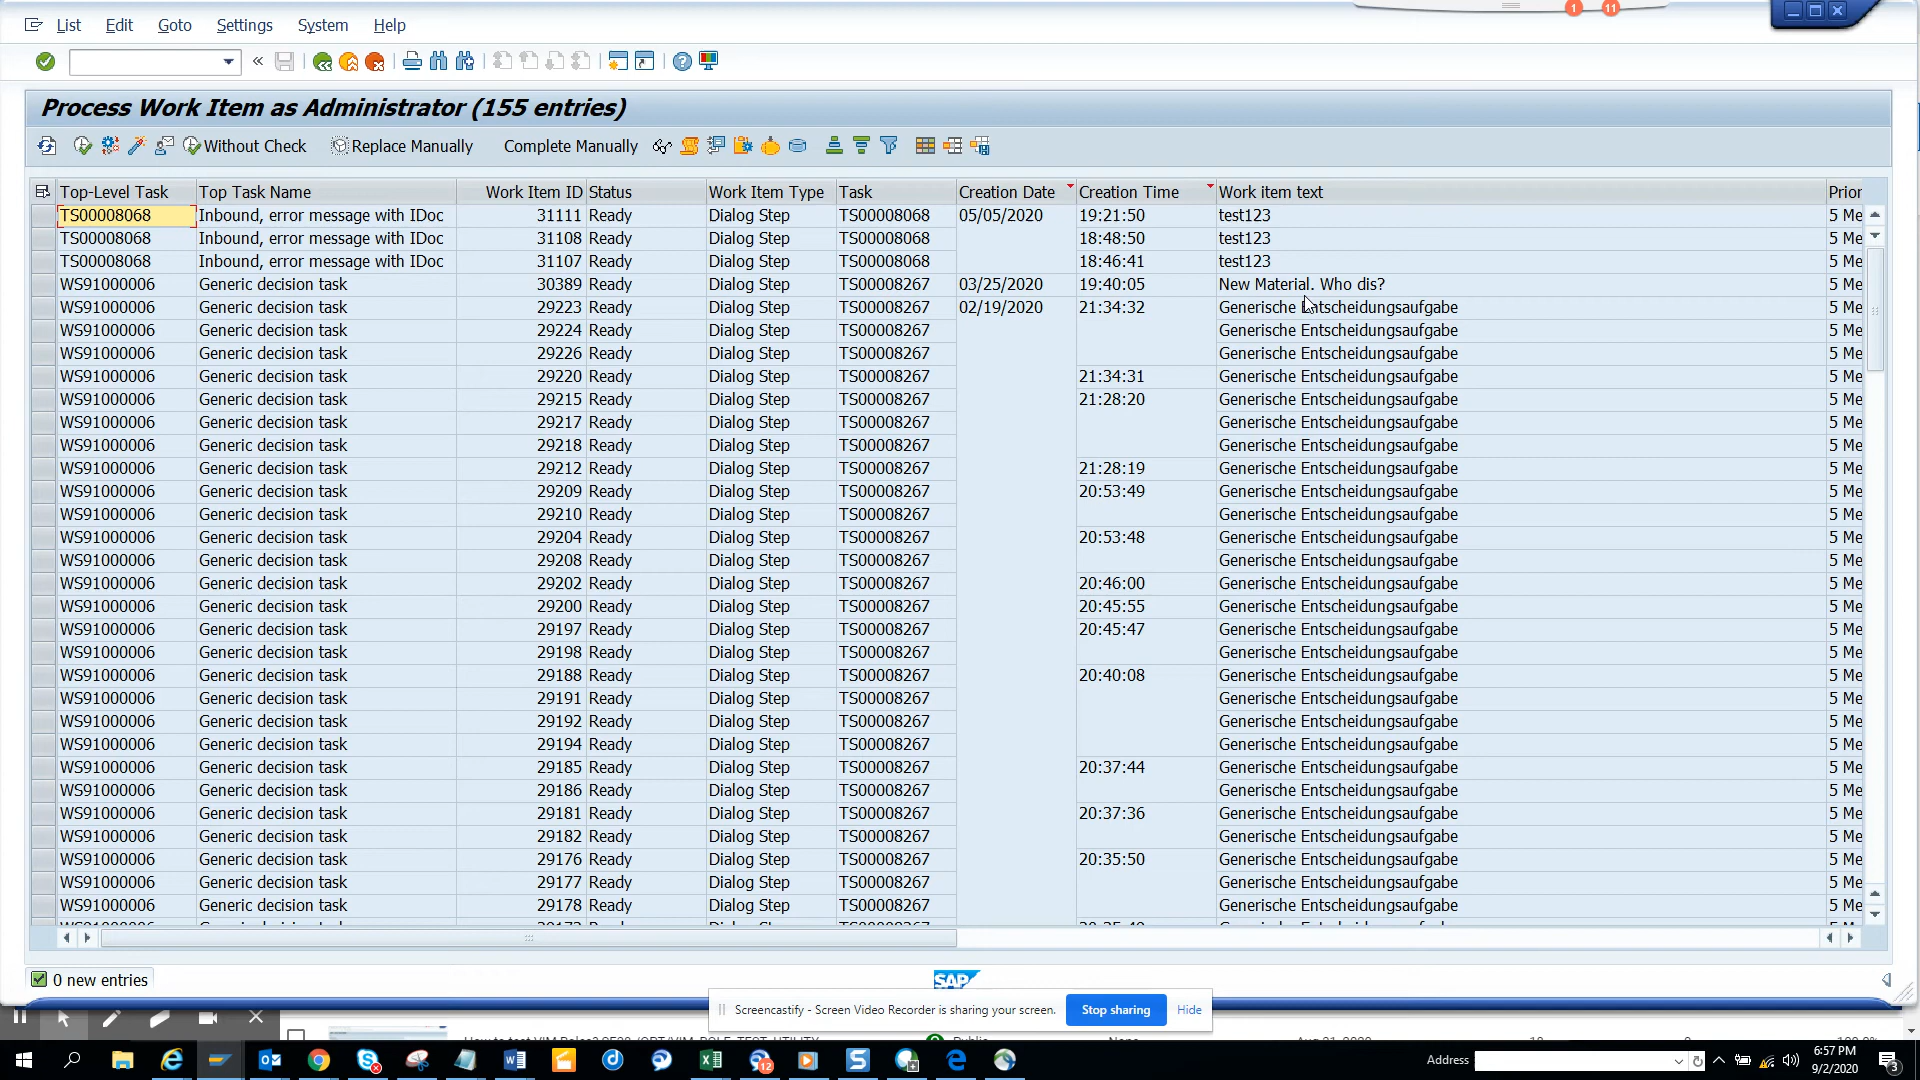 List Edit Goto Settings System Help
1 11
Process Work Item as Administrator (155 entries)
Without Check Replace Manually Complete Manually
Top-Level Task Top Task Name Work Item ID Status Work Item Type Task Creation Date Creation Time Work item text Prior
TS00008068 Inbound, error message with IDoc 31111 Ready Dialog Step TS00008068 05/05/2020 19:21:50 test123 5 Me
TS00008068 Inbound, error message with IDoc 31108 Ready Dialog Step TS00008068 18:48:50 test123 5 Me
TS00008068 Inbound, error message with IDoc 31107 Ready Dialog Step TS00008068 18:46:41 test123 5 Me
WS91000006 Generic decision task 30389 Ready Dialog Step TS00008267 03/25/2020 19:40:05 New Material. Who dis? 5 Me
WS91000006 Generic decision task 29223 Ready Dialog Step TS00008267 02/19/2020 21:34:32 Generische Entscheidungsaufgabe 5 Me
WS91000006 Generic decision task 29224 Ready Dialog Step TS00008267 Generische Entscheidungsaufgabe 5 Me
WS91000006 Generic decision task 29226 Ready Dialog Step TS00008267 Generische Entscheidungsaufgabe 5 Me
WS91000006 Generic decision task 29220 Ready Dialog Step TS00008267 21:34:31 Generische Entscheidungsaufgabe 5 Me
WS91000006 Generic decision task 29215 Ready Dialog Step TS00008267 21:28:20 Generische Entscheidungsaufgabe 5 Me
WS91000006 Generic decision task 29217 Ready Dialog Step TS00008267 Generische Entscheidungsaufgabe 5 Me
WS91000006 Generic decision task 29218 Ready Dialog Step TS00008267 Generische Entscheidungsaufgabe 5 Me
WS91000006 Generic decision task 29212 Ready Dialog Step TS00008267 21:28:19 Generische Entscheidungsaufgabe 5 Me
WS91000006 Generic decision task 29209 Ready Dialog Step TS00008267 20:53:49 Generische Entscheidungsaufgabe 5 Me
WS91000006 Generic decision task 29210 Ready Dialog Step TS00008267 Generische Entscheidungsaufgabe 5 Me
WS91000006 Generic decision task 29204 Ready Dialog Step TS00008267 20:53:48 Generische Entscheidungsaufgabe 5 Me
WS91000006 Generic decision task 29208 Ready Dialog Step TS00008267 Generische Entscheidungsaufgabe 5 Me
WS91000006 Generic decision task 29202 Ready Dialog Step TS00008267 20:46:00 Generische Entscheidungsaufgabe 5 Me
WS91000006 Generic decision task 29200 Ready Dialog Step TS00008267 20:45:55 Generische Entscheidungsaufgabe 5 Me
WS91000006 Generic decision task 29197 Ready Dialog Step TS00008267 20:45:47 Generische Entscheidungsaufgabe 5 Me
WS91000006 Generic decision task 29198 Ready Dialog Step TS00008267 Generische Entscheidungsaufgabe 5 Me
WS91000006 Generic decision task 29188 Ready Dialog Step TS00008267 20:40:08 Generische Entscheidungsaufgabe 5 Me
WS91000006 Generic decision task 29191 Ready Dialog Step TS00008267 Generische Entscheidungsaufgabe 5 Me
WS91000006 Generic decision task 29192 Ready Dialog Step TS00008267 Generische Entscheidungsaufgabe 5 Me
WS91000006 Generic decision task 29194 Ready Dialog Step TS00008267 Generische Entscheidungsaufgabe 5 Me
WS91000006 Generic decision task 29185 Ready Dialog Step TS00008267 20:37:44 Generische Entscheidungsaufgabe 5 Me
WS91000006 Generic decision task 29186 Ready Dialog Step TS00008267 Generische Entscheidungsaufgabe 5 Me
WS91000006 Generic decision task 29181 Ready Dialog Step TS00008267 20:37:36 Generische Entscheidungsaufgabe 5 Me
WS91000006 Generic decision task 29182 Ready Dialog Step TS00008267 Generische Entscheidungsaufgabe 5 Me
WS91000006 Generic decision task 29176 Ready Dialog Step TS00008267 20:35:50 Generische Entscheidungsaufgabe 5 Me
WS91000006 Generic decision task 29177 Ready Dialog Step TS00008267 Generische Entscheidungsaufgabe 5 Me
WS91000006 Generic decision task 29178 Ready Dialog Step TS00008267 Generische Entscheidungsaufgabe 5 Me
0 new entries SAP
Screencastify - Screen Video Recorder is sharing your screen. Stop sharing Hide
12 Address 6:57 PM
9/2/2020 3